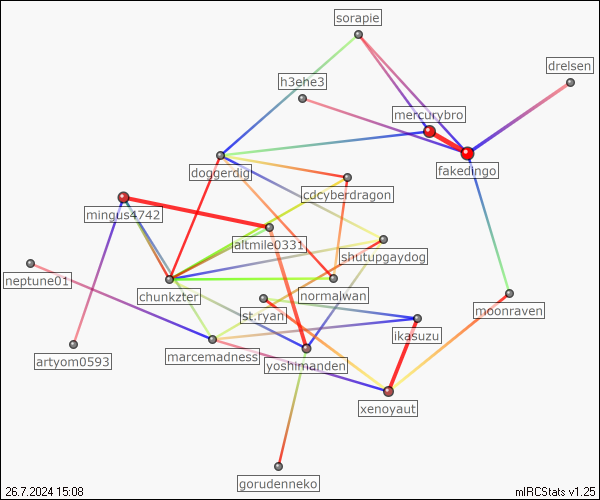 sorapie
drelsen
h3ehe3
mercurybro
fakedingo
doggerdig
cdcyberdragon
mingus4742
altmile0331
shutupgaydog
neptune01
chunkzter
normalwan
moonraven
st.ryan
ikasuzu
artyom0593
marcemadness
yoshimanden
xenoyaut
gorudenneko
26.7.2024 15:08
mIRCStats v1.25